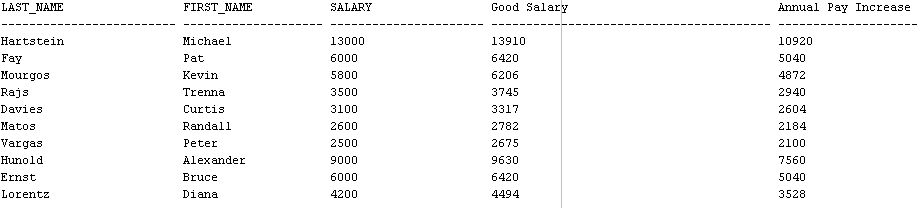 LAST_NAME FIRST_NAME SALARY Good Salary Annual Pay Increase
------------------------- -------------------- ---------------------- ---------------------------------------- ----------------------
Hartstein Michael 13000 13910 10920
Fay Pat 6000 6420 5040
Mourgos Kevin 5800 6206 4872
Rajs Trenna 3500 3745 2940
Davies Curtis 3100 3317 2604
Matos Randall 2600 2782 2184
Vargas Peter 2500 2675 2100
Hunold Alexander 9000 9630 7560
Ernst Bruce 6000 6420 5040
Lorentz Diana 4200 4494 3528